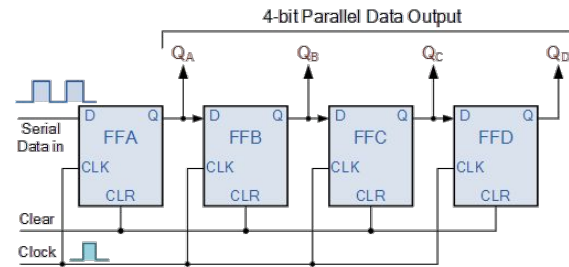 4-bit Parallel Data Output
QA QB QC QD
Serial
Data in
D Q D Q D Q D Q
FFA FFB FFC FFD
CLK CLK CLK CLK
CLR CLR CLR CLR
Clear
Clock